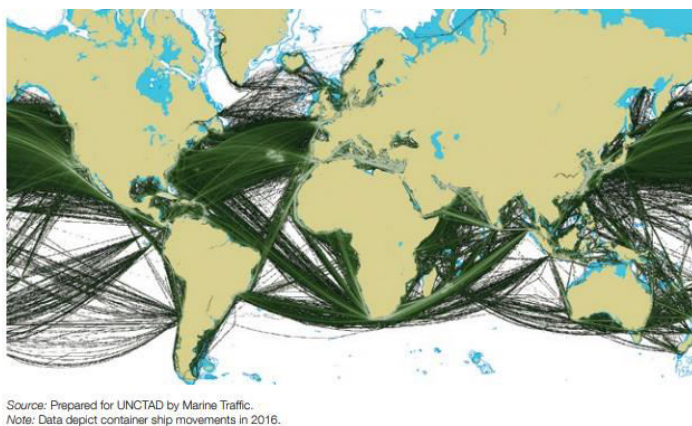 Source: Prepared for UNCTAD by Marine Traffic.
Note: Data depict container ship movements in 2016.